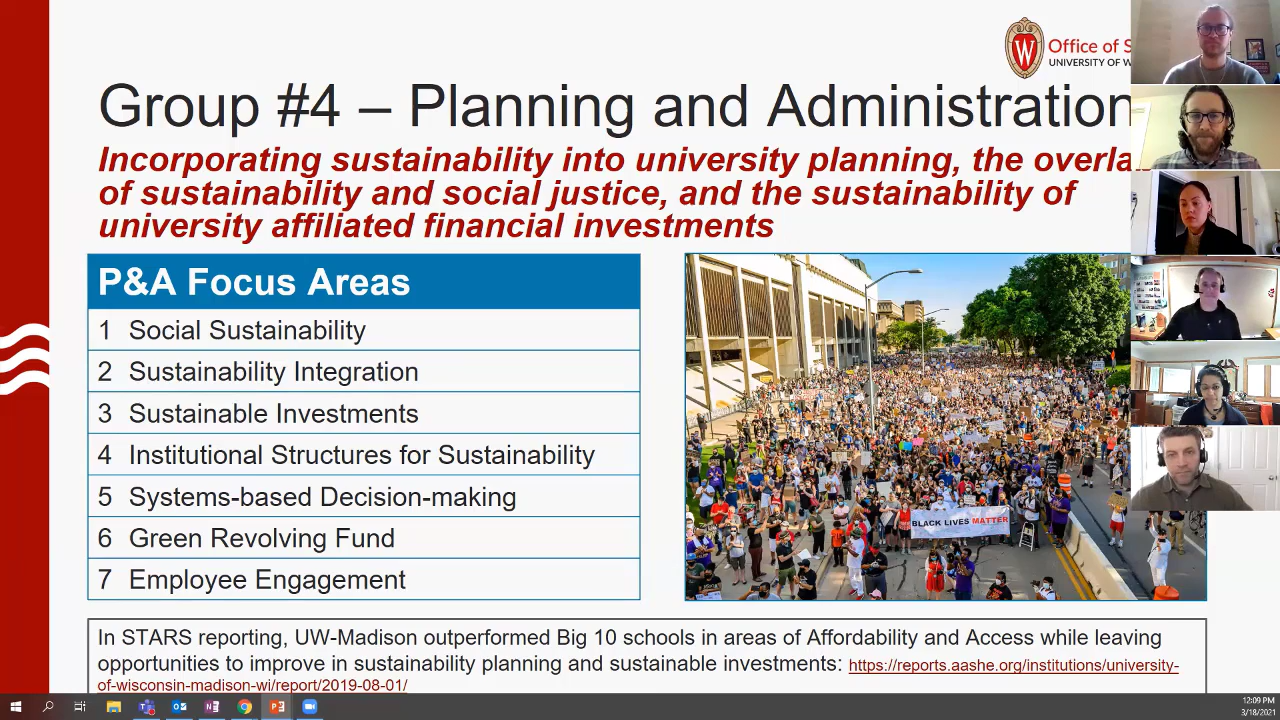 W
Office of S
UNIVERSITY OF W
Group #4 – Planning and Administration
Incorporating sustainability into university planning, the overla
of sustainability and social justice, and the sustainability of
university affiliated financial investments
P&A Focus Areas
1 Social Sustainability
2 Sustainability Integration
3 Sustainable Investments
4 Institutional Structures for Sustainability
5 Systems-based Decision-making
6 Green Revolving Fund
7 Employee Engagement
BLACK LIVES MATTER
In STARS reporting, UW-Madison outperformed Big 10 schools in areas of Affordability and Access while leaving
opportunities to improve in sustainability planning and sustainable investments: https://reports.aashe.org/institutions/university-
of-wisconsin-madison-wi/report/2019-08-01/
12:09 PM
3/18/2021